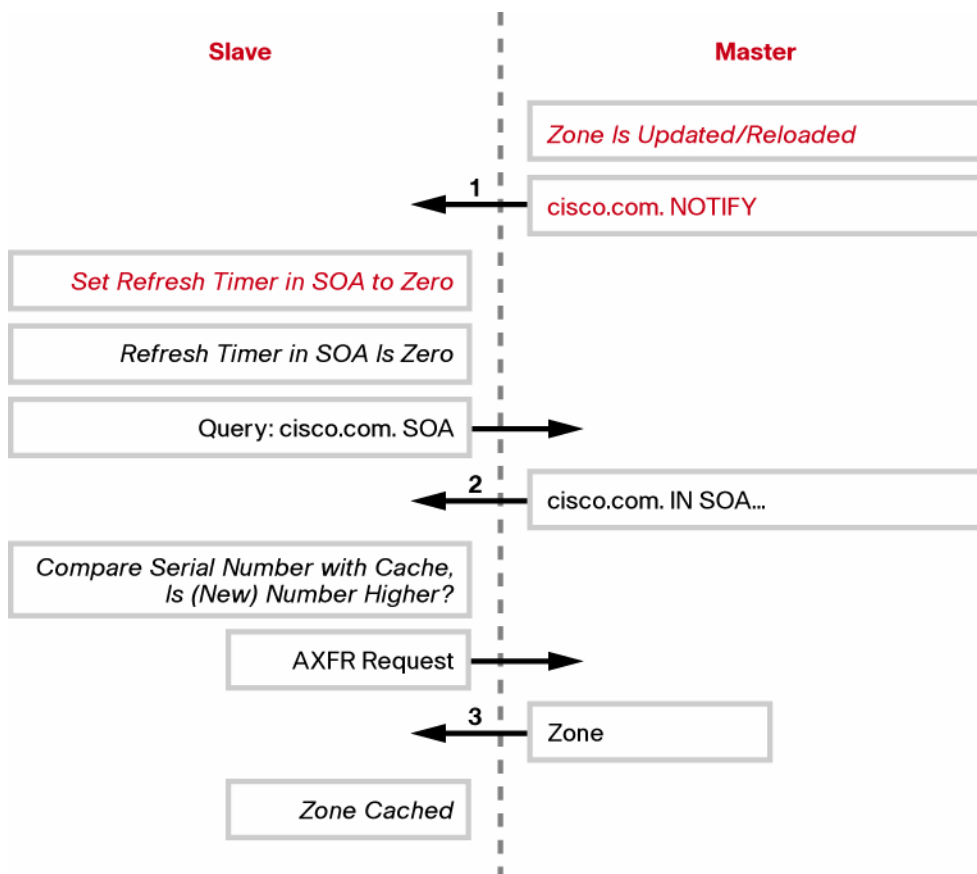 Slave
Master
Zone Is Updated/Reloaded
1
cisco.com. NOTIFY
Set Refresh Timer in SOA to Zero
Refresh Timer in SOA Is Zero
Query: cisco.com. SOA
2
cisco.com. IN SOA...
Compare Serial Number with Cache,
Is (New) Number Higher?
AXFR Request
3
Zone
Zone Cached